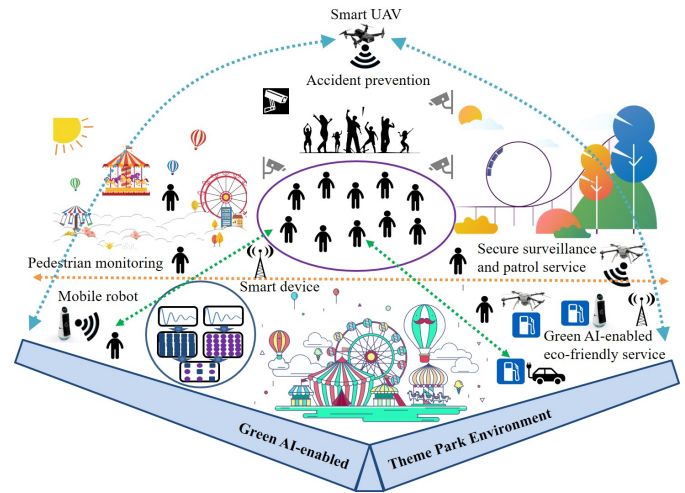 Smart UAV
Accident prevention
Pedestrian monitoring
Smart device
Secure surveillance
and patrol service
Mobile robot
Green AI-enabled
eco-friendly service
Green AI-enabled
Theme Park Environment